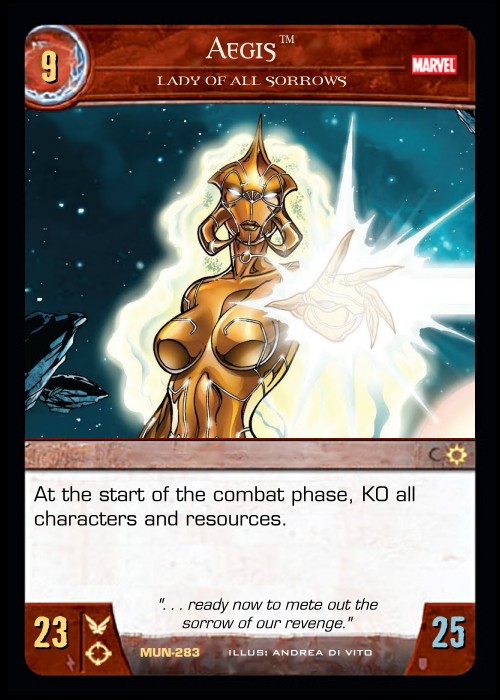 9
AEGIS™
LADY OF ALL SORROWS
MARVEL
C
At the start of the combat phase, KO all
characters and resources.
". . . ready now to mete out the
sorrow of our revenge."
23
MUN-283 ILLUS: ANDREA DI VITO
25